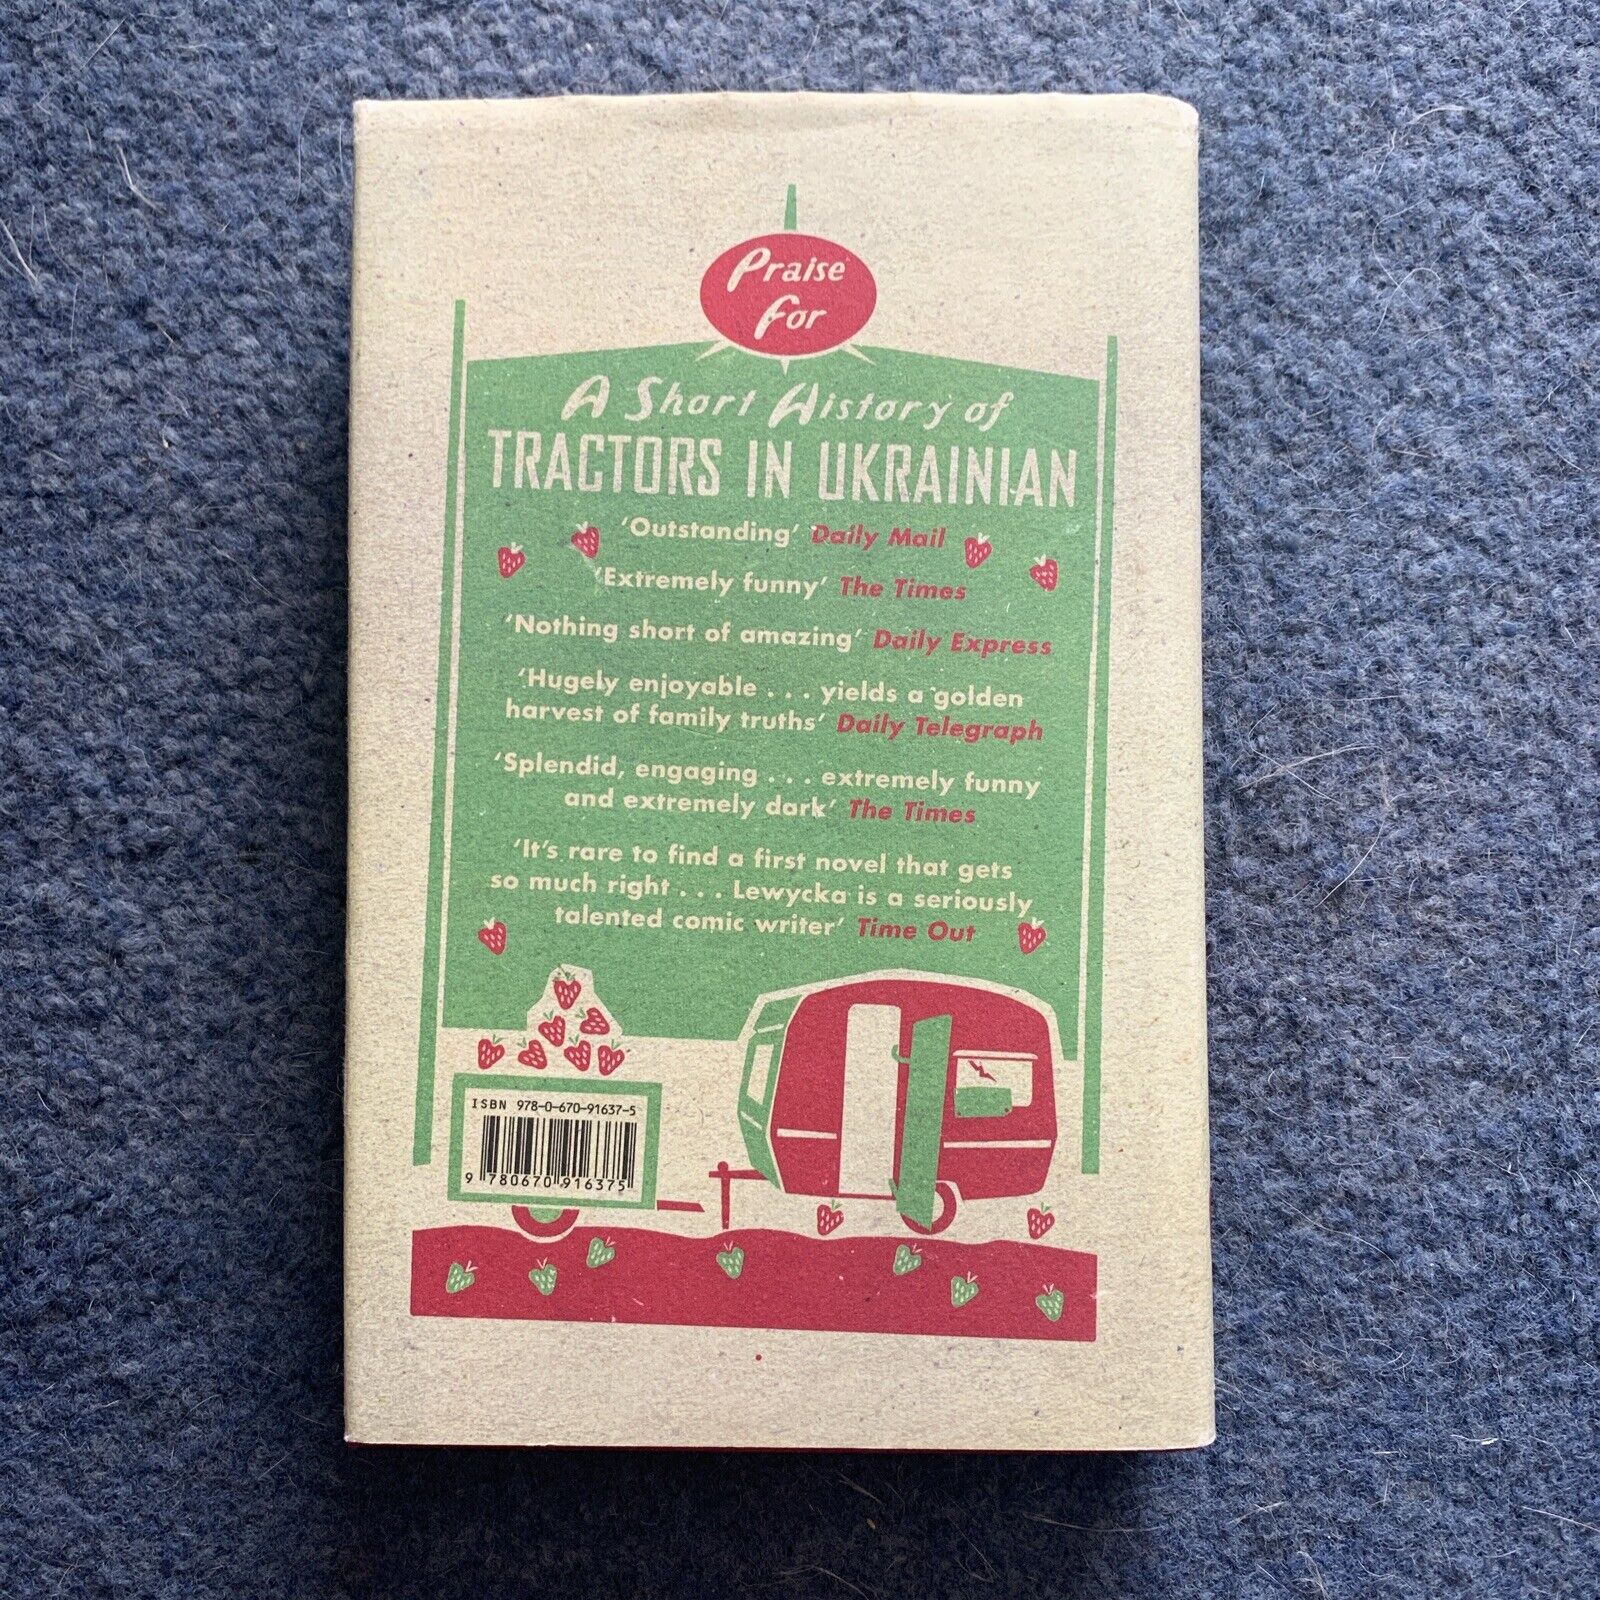 Praise
For
A Short History of
TRACTORS IN UKRAINIAN
'Outstanding' Daily Mail
'Extremely funny' The Times
'Nothing short of amazing' Daily Express
'Hugely enjoyable . . . yields a golden
harvest of family truths' Daily Telegraph
'Splendid, engaging . . . extremely funny
and extremely dark' The Times
'It's rare to find a first novel that gets
so much right . . . Lewycka is a seriously
talented comic writer' Time Out
ISBN 978-0-670-91637-5
9 780670 916375